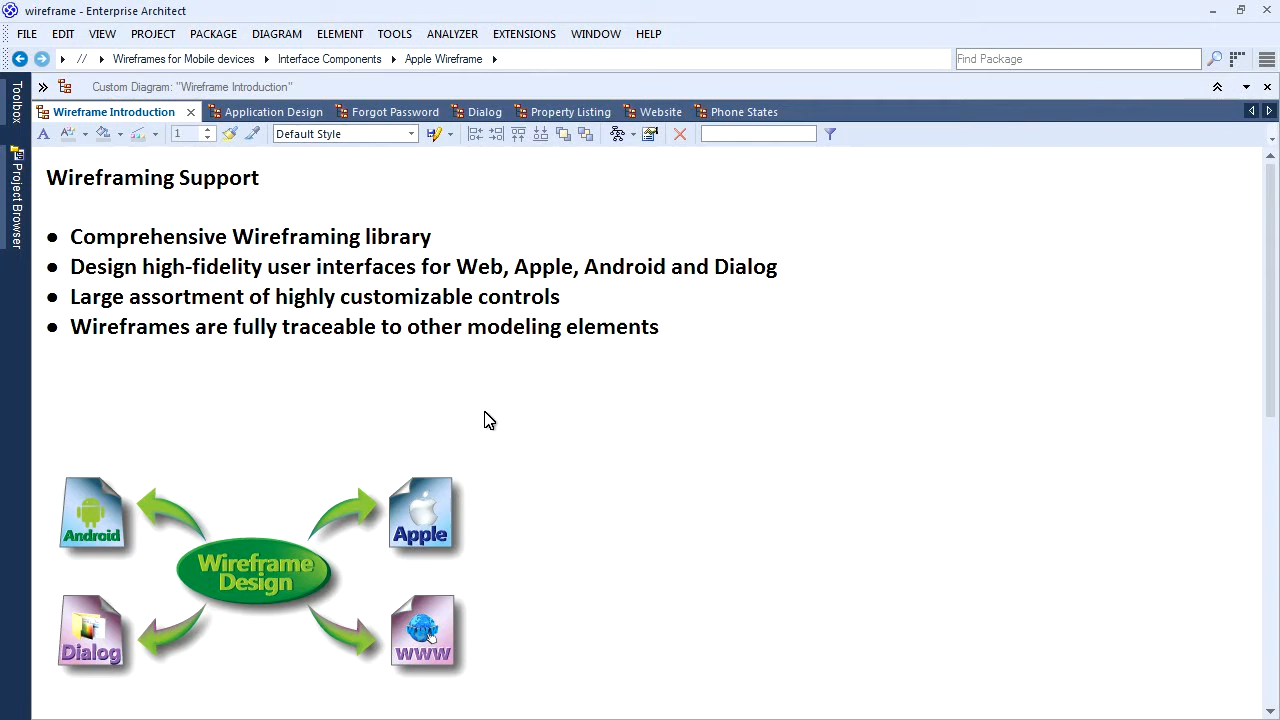 wireframe - Enterprise Architect
FILE EDIT VIEW PROJECT PACKAGE DIAGRAM ELEMENT TOOLS ANALYZER EXTENSIONS WINDOW HELP
// Wireframes for Mobile devices Interface Components Apple Wireframe Find Package
Toolbox
Project Browser
Custom Diagram: "Wireframe Introduction"
Wireframe Introduction Application Design Forgot Password Dialog Property Listing Website Phone States
1 Default Style
Wireframing Support
● Comprehensive Wireframing library
● Design high-fidelity user interfaces for Web, Apple, Android and Dialog
● Large assortment of highly customizable controls
● Wireframes are fully traceable to other modeling elements
Android
Apple
Wireframe
Design
Dialog
www